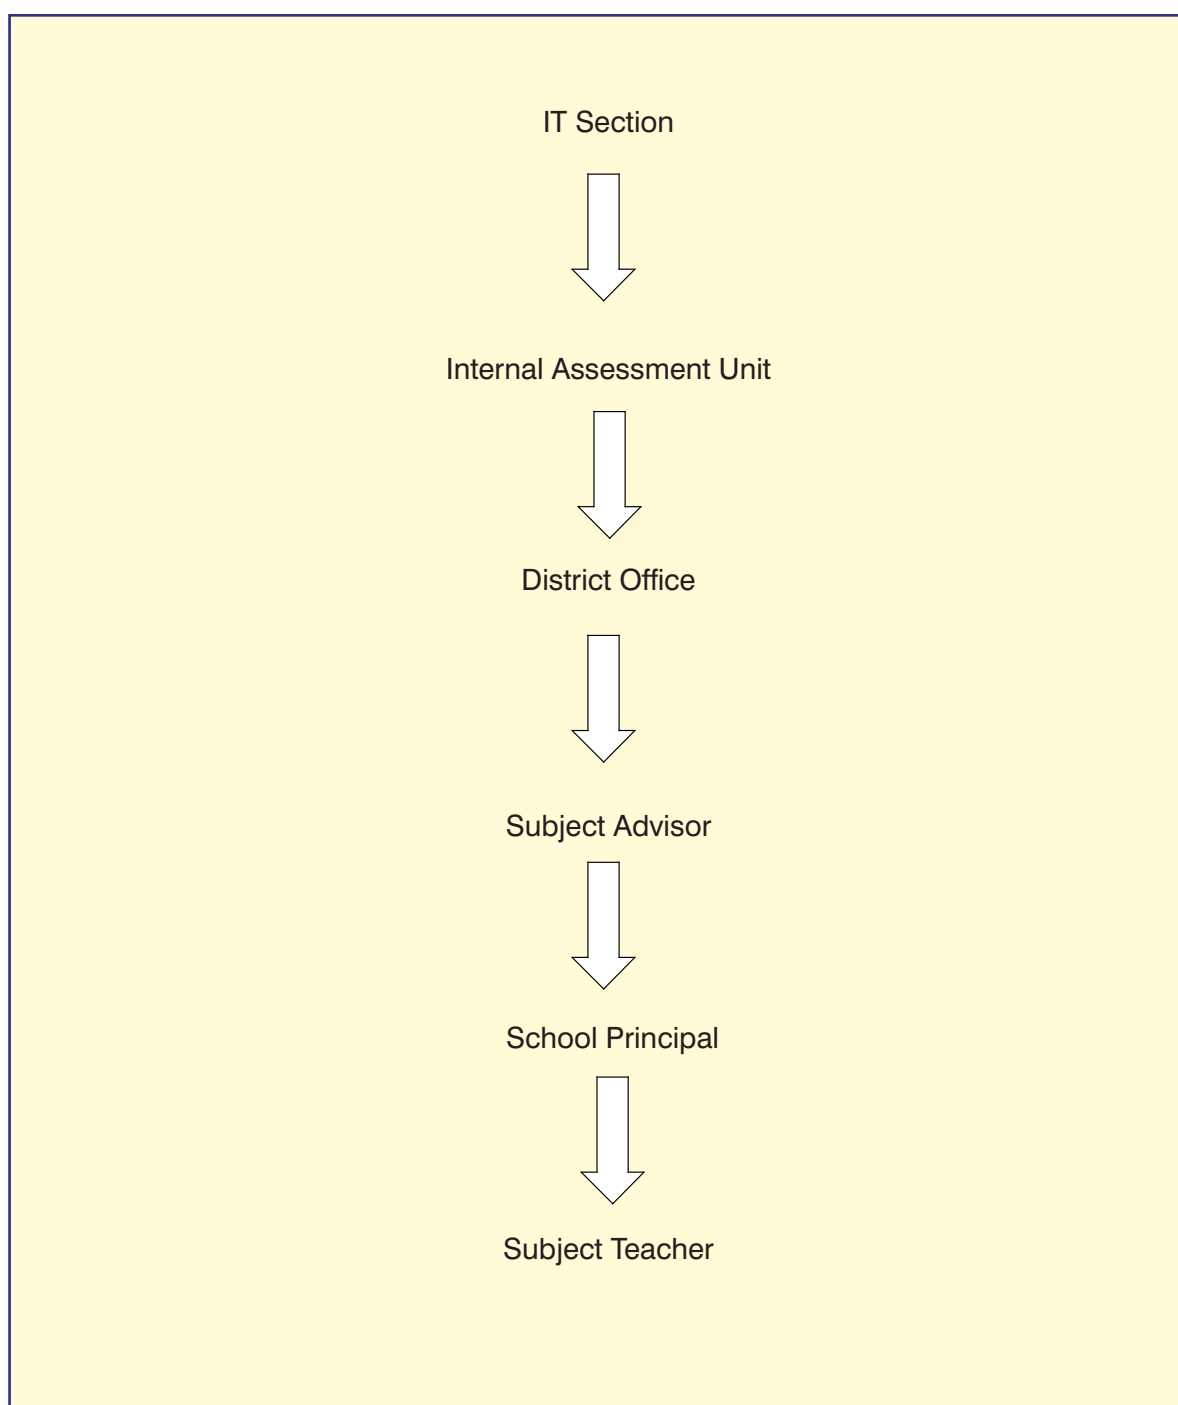 IT Section
Internal Assessment Unit
District Office
Subject Advisor
School Principal
Subject Teacher